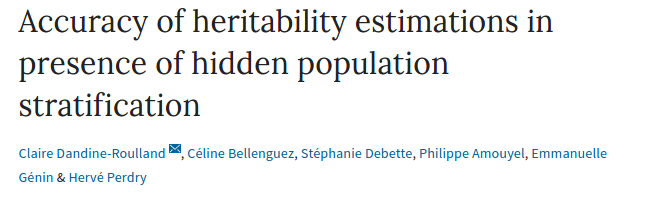 Accuracy of heritability estimations in
presence of hidden population
stratification
Claire Dandine-Roulland, Céline Bellenguez, Stéphanie Debette, Philippe Amouyel, Emmanuelle
Génin & Hervé Perdry